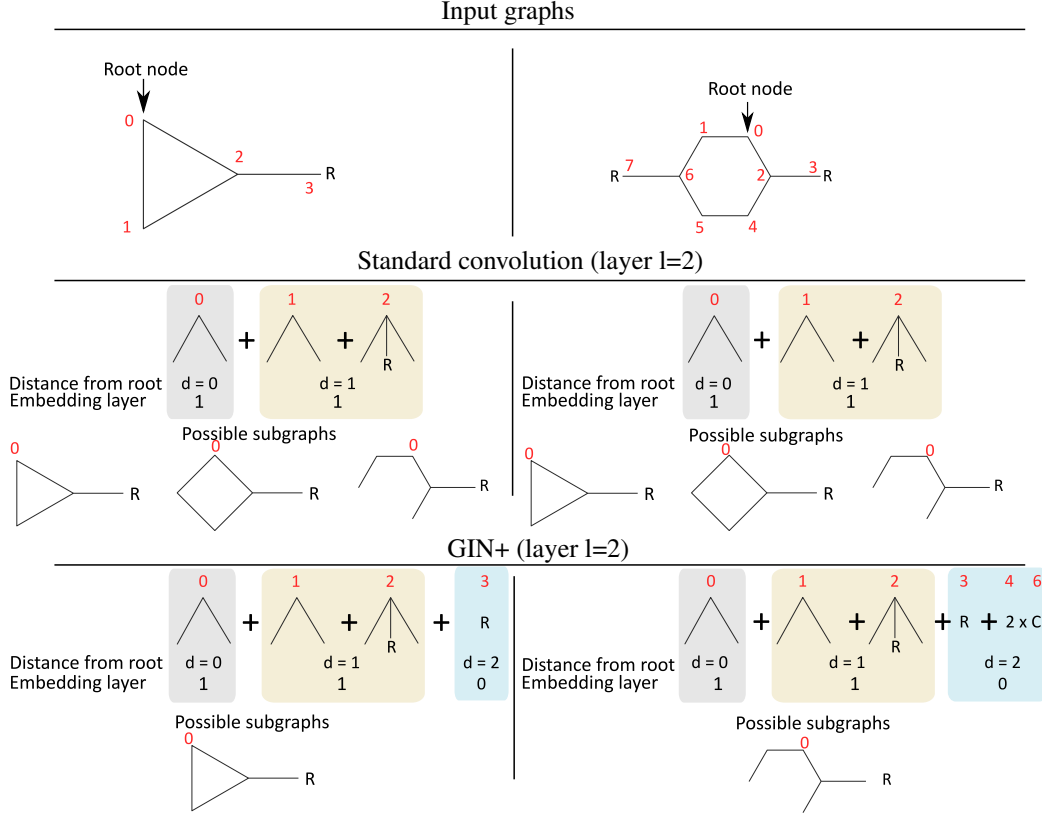 Input graphs
Root node
0
2
R
3
1
Root node
1
0
7
3
R
6
2
R
5
4
Standard convolution (layer l=2)
0
1
2
+
+
R
Distance from root
d = 0
d = 1
Embedding layer
1
1
0
1
2
+
+
R
Distance from root
d = 0
d = 1
Embedding layer
1
1
Possible subgraphs
0
R
0
R
0
R
Possible subgraphs
0
R
0
R
0
R
GIN+ (layer l=2)
0
1
2
3
+
+
+
R
R
Distance from root
d = 0
d = 1
d = 2
Embedding layer
1
1
0
0
1
2
3
4
6
+
+
+ R + 2 x C
R
Distance from root
d = 0
d = 1
d = 2
Embedding layer
1
1
0
Possible subgraphs
0
R
Possible subgraphs
0
R